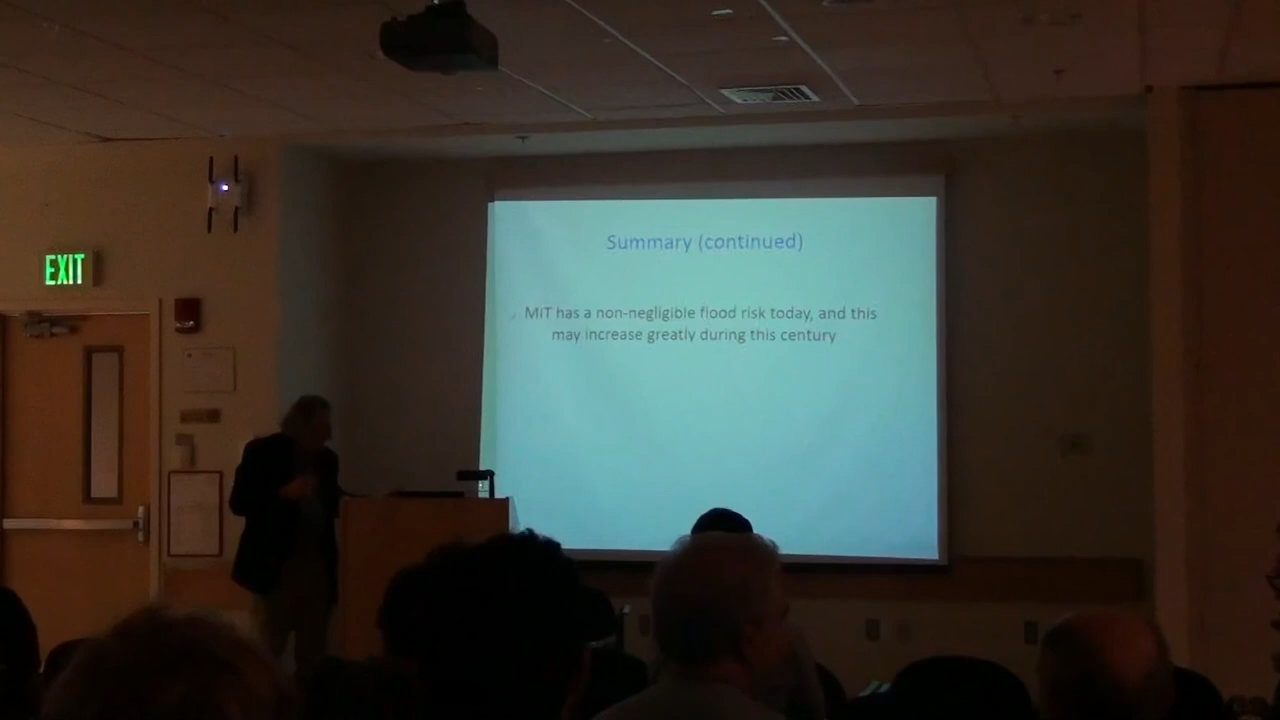 Summary (continued)
EXIT
MIT has a non-negligible flood risk today, and this
may increase greatly during this century